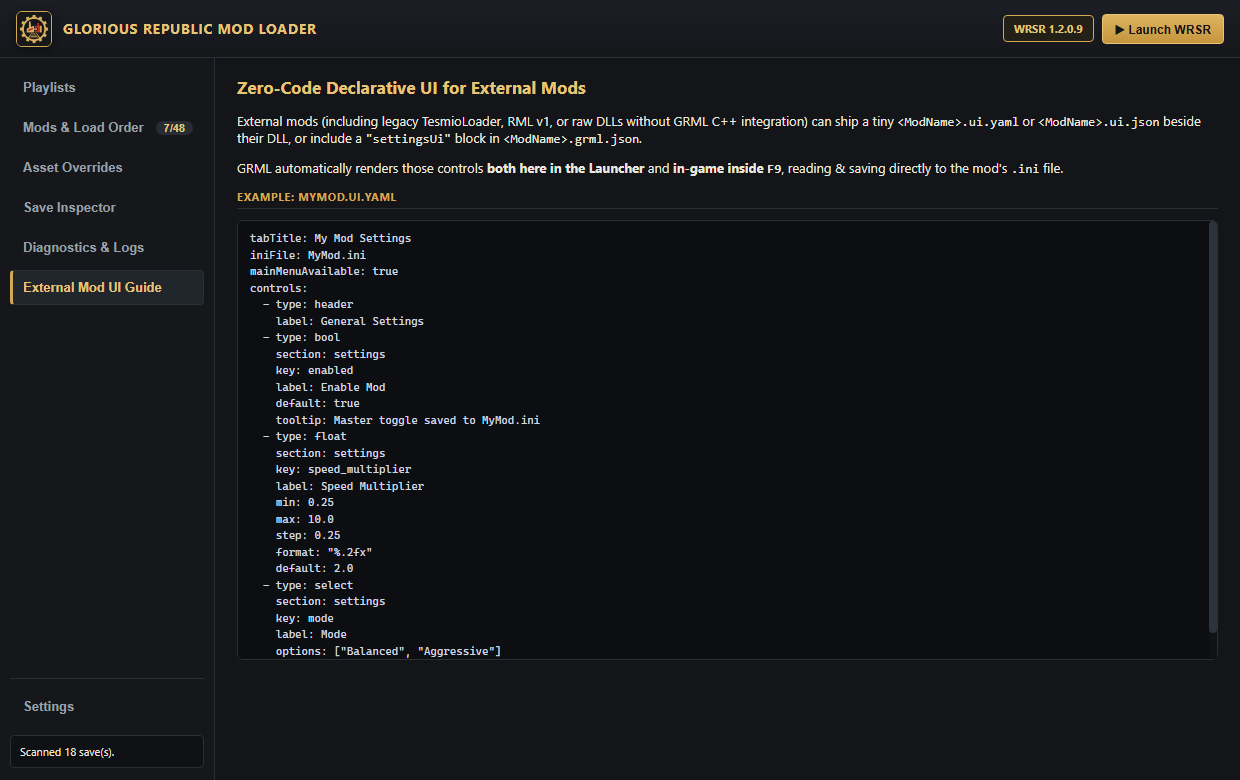 GLORIOUS REPUBLIC MOD LOADER
WRSR 1.2.0.9
▶ Launch WRSR
Playlists
Mods & Load Order 7/48
Asset Overrides
Save Inspector
Diagnostics & Logs
External Mod UI Guide
Settings
Scanned 18 save(s).
Zero-Code Declarative UI for External Mods
External mods (including legacy TesmioLoader, RML v1, or raw DLLs without GRML C++ integration) can ship a tiny <ModName>.ui.yaml or <ModName>.ui.json beside
their DLL, or include a "settingsUi" block in <ModName>.grml.json.
GRML automatically renders those controls both here in the Launcher and in-game inside F9, reading & saving directly to the mod's .ini file.
EXAMPLE: MYMOD.UI.YAML
tabTitle: My Mod Settings
iniFile: MyMod.ini
mainMenuAvailable: true
controls:
  - type: header
    label: General Settings
  - type: bool
    section: settings
    key: enabled
    label: Enable Mod
    default: true
    tooltip: Master toggle saved to MyMod.ini
  - type: float
    section: settings
    key: speed_multiplier
    label: Speed Multiplier
    min: 0.25
    max: 10.0
    step: 0.25
    format: "%.2fx"
    default: 2.0
  - type: select
    section: settings
    key: mode
    label: Mode
    options: ["Balanced", "Aggressive"]